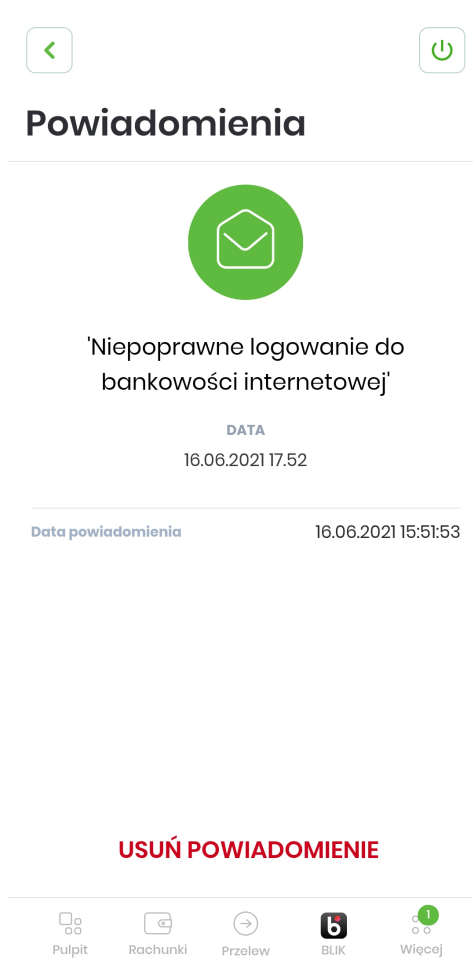 Powiadomienia
'Niepoprawne logowanie do
bankowości internetowej'
DATA
16.06.2021 17.52
Data powiadomienia 16.06.2021 15:51:53
USUŃ POWIADOMIENIE
1
Pulpit Rachunki Przelew BLIK Więcej